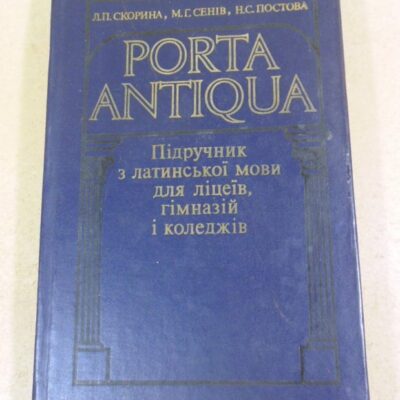 Л.П.СКОРИНА, М.Г.СЕНІВ, Н.С.ПОСТОВА
PORTA
ANTIQUA
Підручник
з латинської мови
для ліцеїв,
гімназій
і коледжів